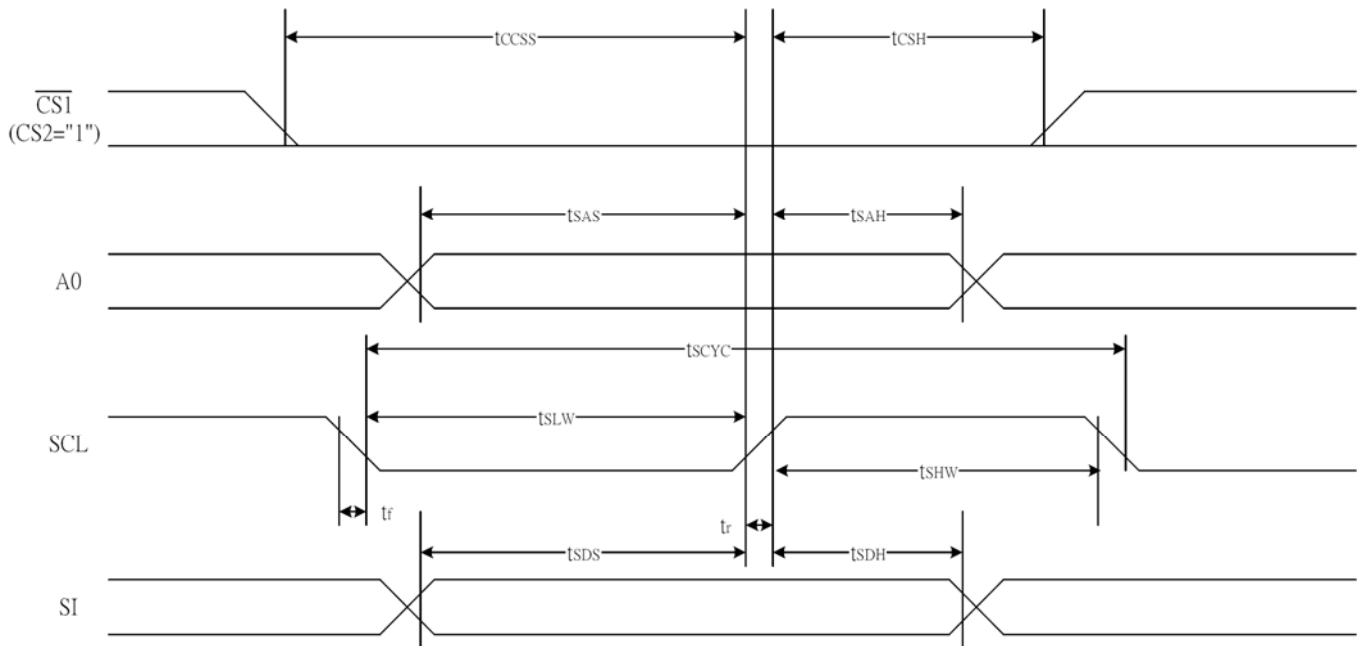 tCCSS
tCSH
CS1
(CS2="1")
tSAS
tSAH
A0
tSCYC
tSLW
SCL
tSHW
tf
tr
tSDS
tSDH
SI